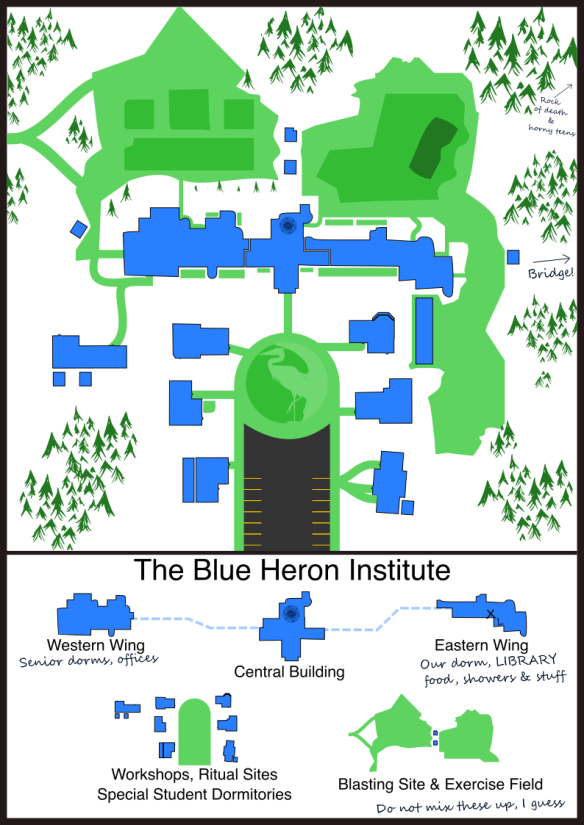 Rock
of death
&
horny teens
Bridge!
The Blue Heron Institute
Western Wing
Senior dorms, offices
Central Building
Eastern Wing
Our dorm, LIBRARY
food, showers & stuff
Workshops, Ritual Sites
Special Student Dormitories
Blasting Site & Exercise Field
Do not mix these up, I guess